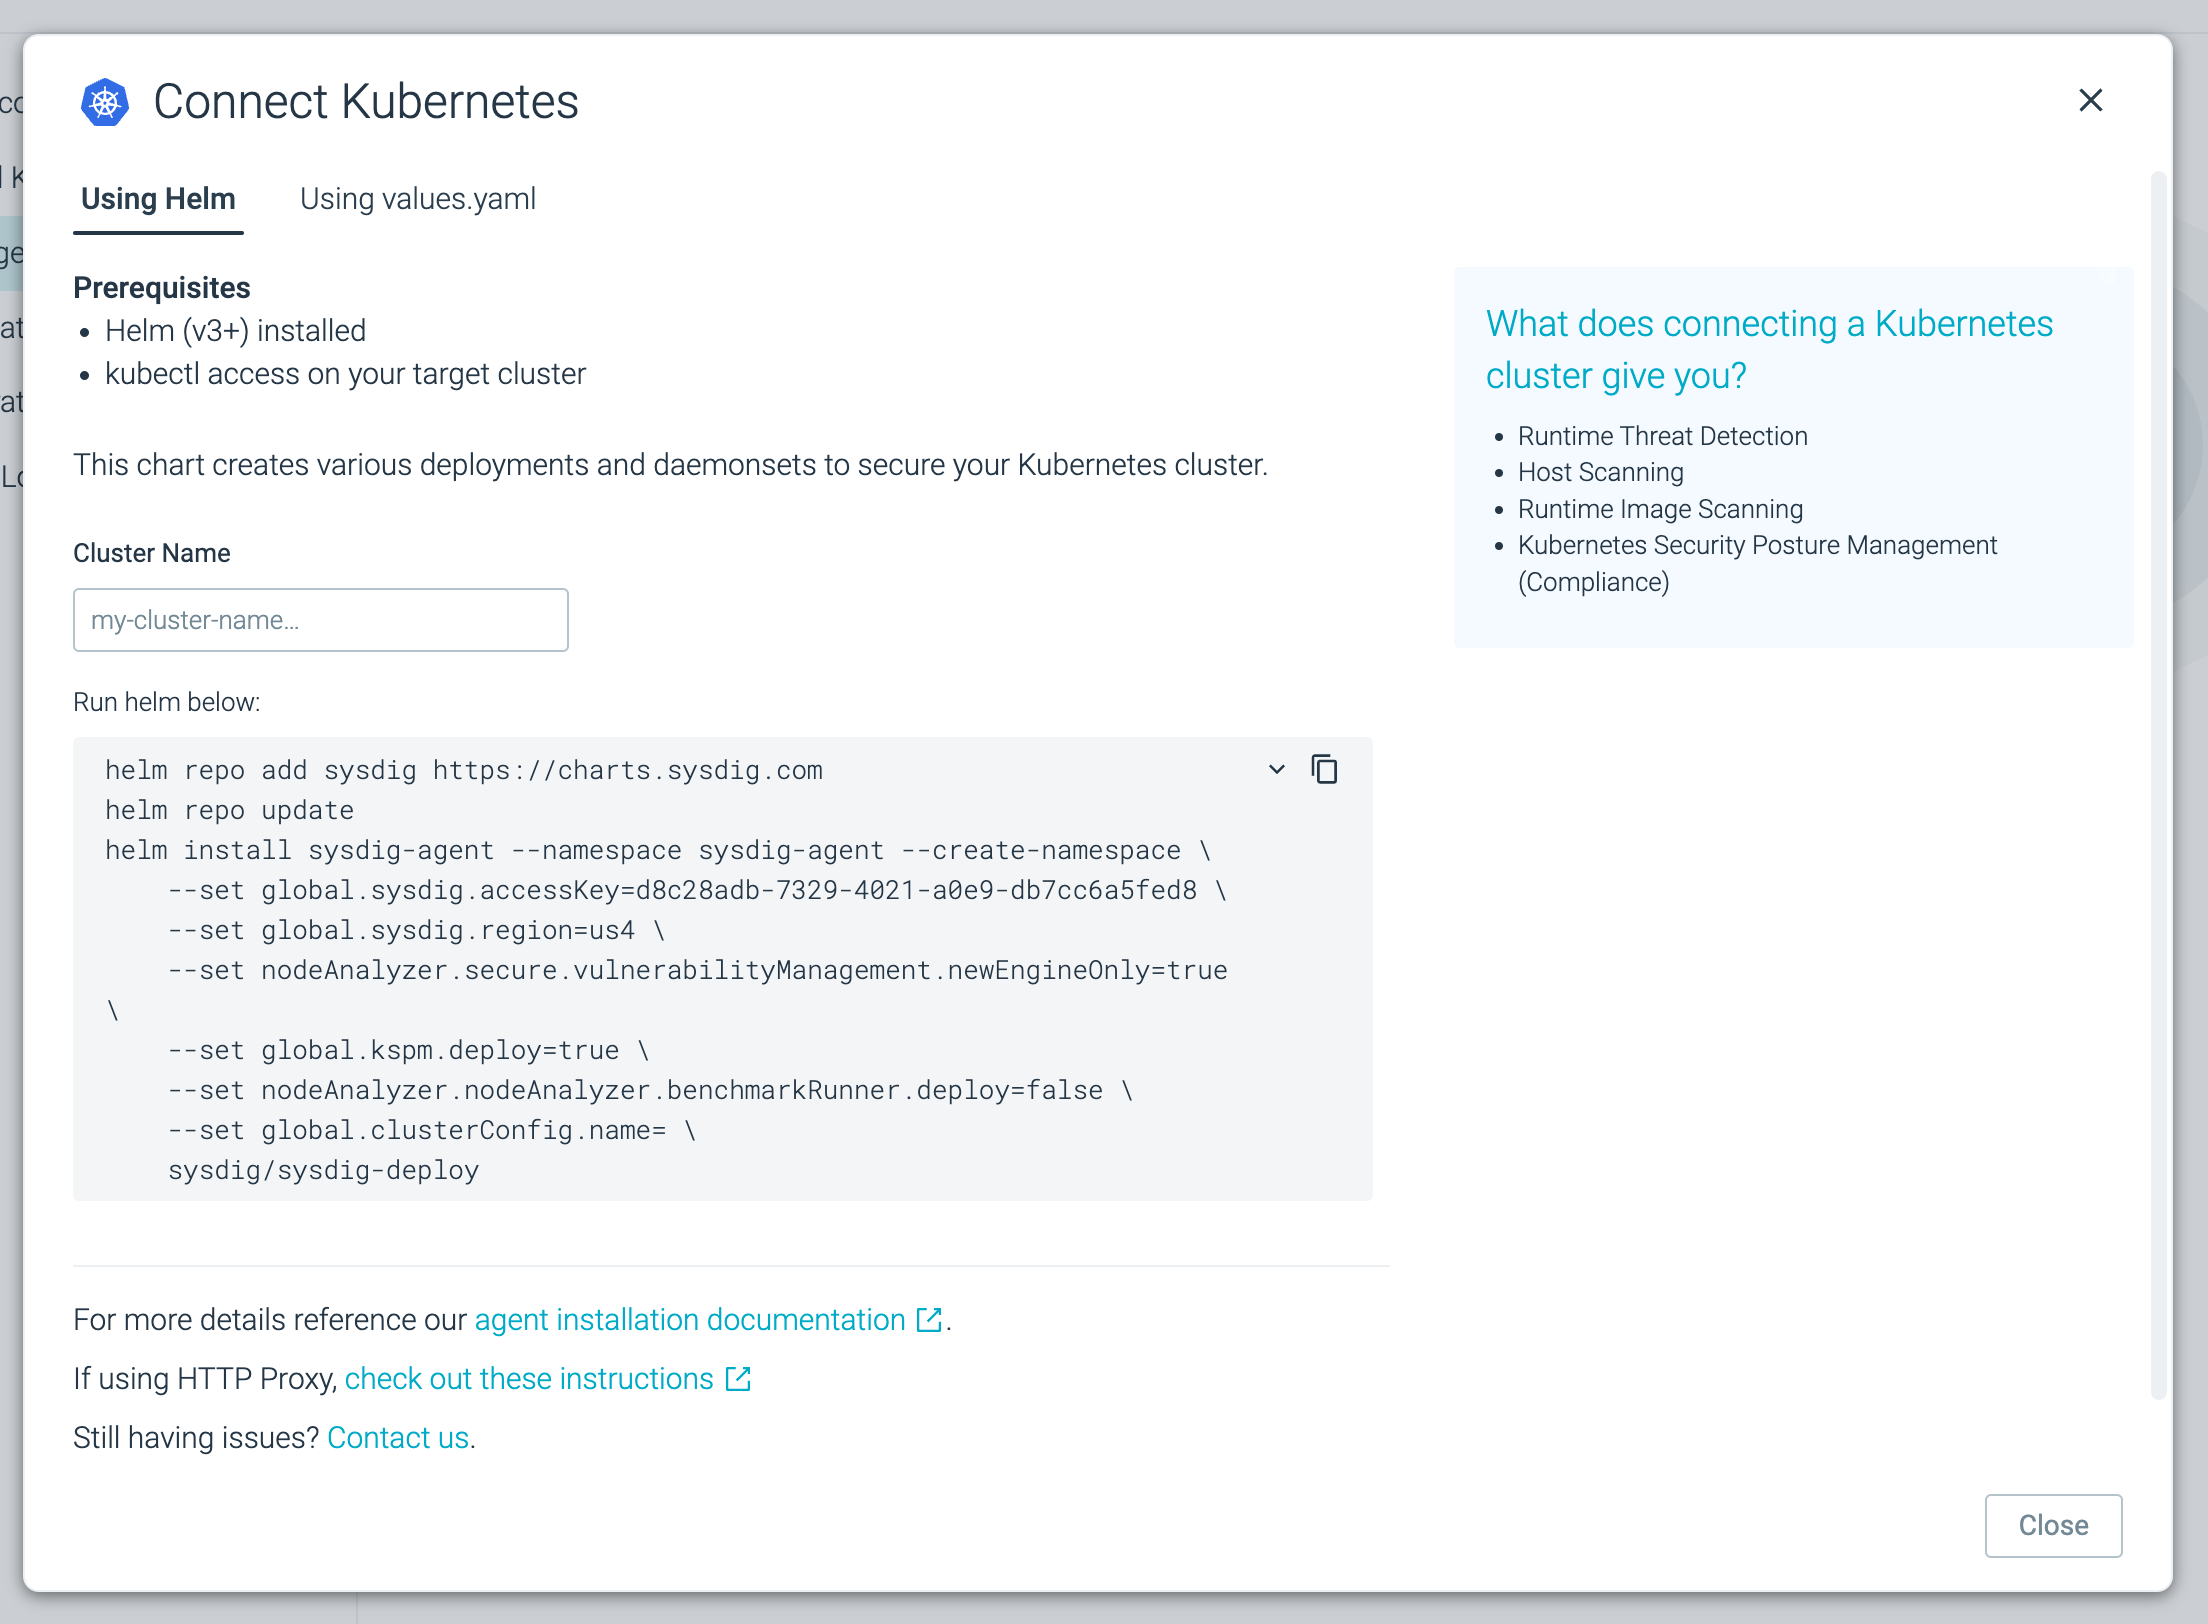 Connect Kubernetes
Using Helm
Using values.yaml
Prerequisites
Helm (v3+) installed
kubectl access on your target cluster
This chart creates various deployments and daemonsets to secure your Kubernetes cluster.
Cluster Name
my-cluster-name...
Run helm below:
helm repo add sysdig https://charts.sysdig.com
helm repo update
helm install sysdig-agent --namespace sysdig-agent --create-namespace \
--set global.sysdig.accessKey=d8c28adb-7329-4021-a0e9-db7cc6a5fed8 \
--set global.sysdig.region=us4 \
--set nodeAnalyzer.secure.vulnerabilityManagement.newEngineOnly=true
\
--set global.kspm.deploy=true \
--set nodeAnalyzer.nodeAnalyzer.benchmarkRunner.deploy=false \
--set global.clusterConfig.name= \
sysdig/sysdig-deploy
For more details reference our agent installation documentation.
If using HTTP Proxy, check out these instructions
Still having issues? Contact us.
What does connecting a Kubernetes
cluster give you?
Runtime Threat Detection
Host Scanning
Runtime Image Scanning
Kubernetes Security Posture Management
(Compliance)
Close